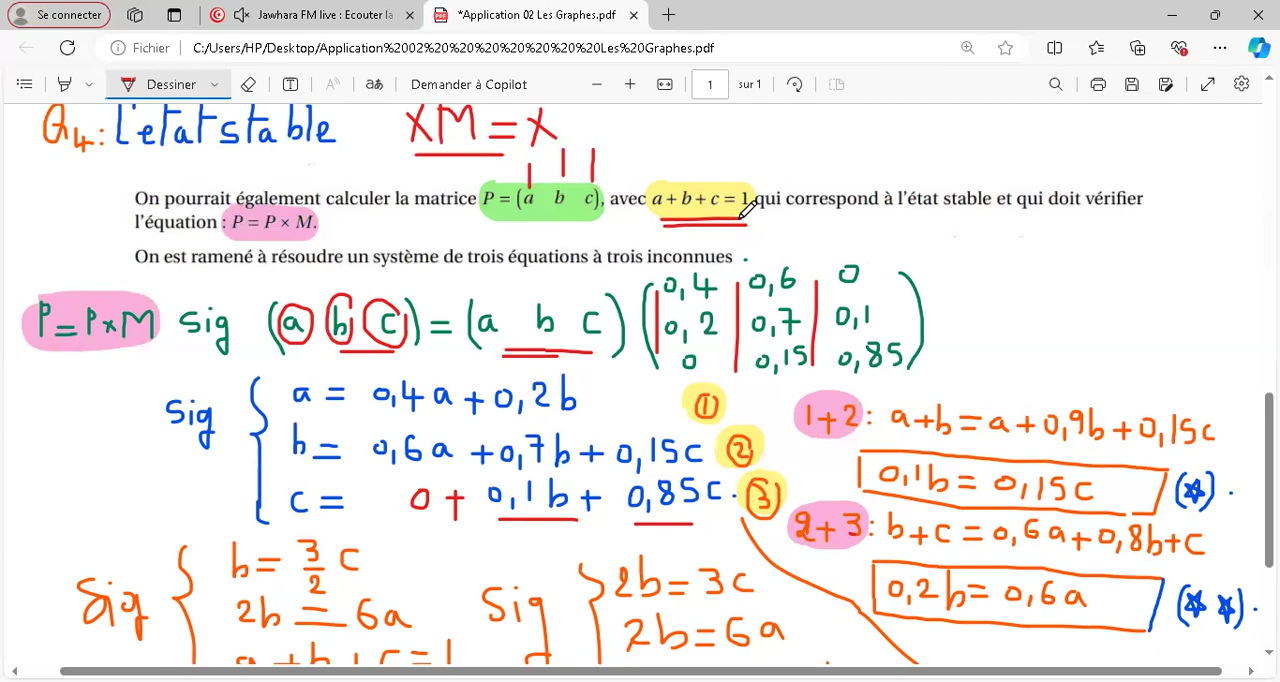 Se connecter
Jawhara FM live : Ecouter la
*Application 02 Les Graphes.pdf
Fichier
C:/Users/HP/Desktop/Application%2002%20%20%20%20%20%20Les%20Graphes.pdf
Dessiner
aあ
Demander à Copilot
1
sur 1
Q4: L'etat stable XM = X
On pourrait également calculer la matrice P = (a b c), avec a + b + c = 1 qui correspond à l'état stable et qui doit vérifier
l'équation : P = P × M.
On est ramené à résoudre un système de trois équations à trois inconnues .
P = P × M sig (a b c) = (a b c) (0,4 0,6 0
0,2 0,7 0,1
0 0,15 0,85)
sig { a = 0,4a + 0,2b ①
b = 0,6a + 0,7b + 0,15c ②
c = 0 + 0,1b + 0,85c. ③
1+2 : a+b = a + 0,9b + 0,15c
0,1b = 0,15c (★).
2+3 : b+c = 0,6a + 0,8b + c
0,2b = 0,6a (★ ★).
sig { b = 3/2 c
2b = 6a
a + b + c = 1
sig { 2b = 3c
2b = 6a